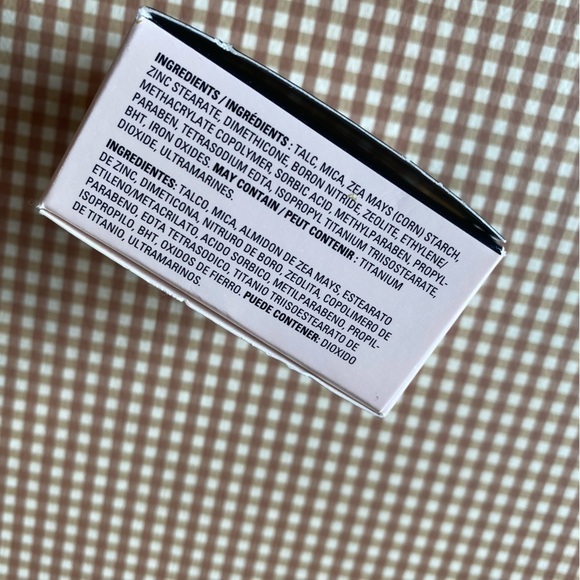 INGREDIENTS / INGRÉDIENTS : TALC, MICA, ZEA MAYS (CORN) STARCH,
ZINC STEARATE, DIMETHICONE, BORON NITRIDE, ZEOLITE, ETHYLENE/
METHACRYLATE COPOLYMER, SORBIC ACID, METHYLPARABEN, PROPYL-
PARABEN, TETRASODIUM EDTA, ISOPROPYL TITANIUM TRIISOSTEARATE,
BHT, IRON OXIDES. MAY CONTAIN / PEUT CONTENIR : TITANIUM
DIOXIDE, ULTRAMARINES.
INGREDIENTES: TALCO, MICA, ALMIDON DE ZEA MAYS, ESTEARATO
DE ZINC, DIMETICONA, NITRURO DE BORO, ZEOLITA, COPOLIMERO DE
ETILENO/METACRILATO, ACIDO SORBICO, METILPARABENO, PROPIL-
PARABENO, EDTA TETRASODICO, TITANIO TRIISOESTEARATO DE
ISOPROPILO, BHT, OXIDOS DE FIERRO. PUEDE CONTENER: DIOXIDO
DE TITANIO, ULTRAMARINOS.